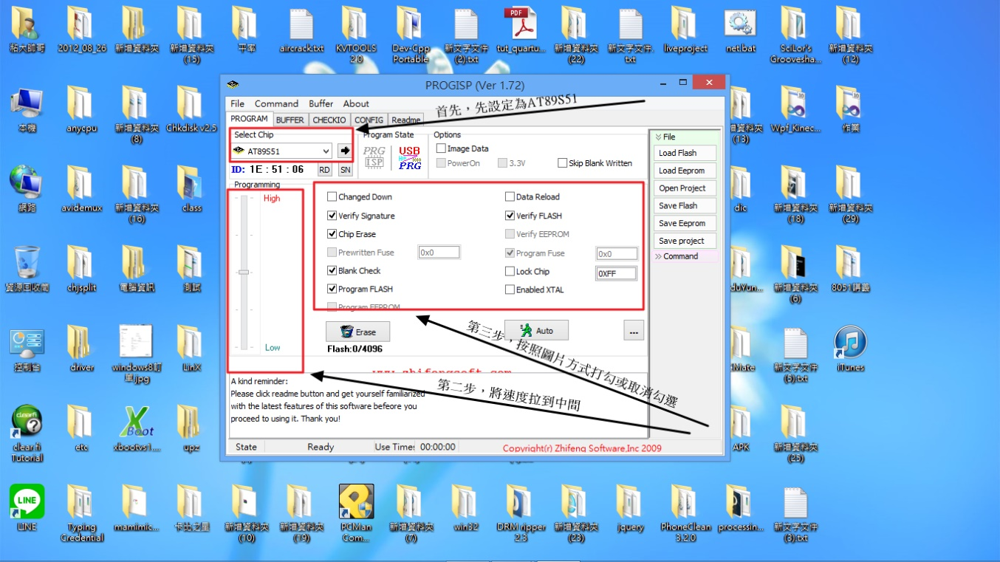 栢大帥哥
2012_08_26
新增資料夾
新增資料夾
(15)
平率
aircrack.txt
KVTOOLS
2.0
Dev-Cpp
Portable
新文字文件
(2).txt
PDF
tut_quartu...
新增資料夾
(22)
新文字文件.
txt
liveproject
net.bat
SciLor's
Groovesha...
新增資料夾
(12)
PROGISP (Ver 1.72)
File Command Buffer About
首先，先設定為AT89S51
PROGRAM BUFFER CHECKIO CONFIG Readme
Select Chip
AT89S51
ID: 1E : 51 : 06 RD SN
Program State
PRG
ISP
USB
PRG
Options
Image Data
PowerOn 3.3V Skip Blank Written
Programming
High
Low
Changed Down
Verify Signature
Chip Erase
Prewritten Fuse 0x0
Blank Check
Program FLASH
Program EEPROM
Data Reload
Verify FLASH
Verify EEPROM
Program Fuse 0x0
Lock Chip 0XFF
Enabled XTAL
Erase
Auto
...
Flash:0/4096
第三步，按照圖片方式打勾或取消勾選
www.zhifengsoft.com
第二步，將速度拉到中間
A kind reminder:
Please click readme button and get yourself familiarized
with the latest features of this software befeore you
proceed to using it. Thank you!
State Ready Use Time: 00:00:00 Copyright(r) Zhifeng Software,Inc 2009
File
Load Flash
Load Eeprom
Open Project
Save Flash
Save Eeprom
Save project
Command
本機
anycpu
新增資料夾
(8)
Chkdisk v2.5
增資料夾
(13)
Wpf_Kinec...
作業
網路
avidemux
新增資料夾
(16)
class
dic
新增資料夾
(18)
新增資料夾
(29)
資源回收筒
chjsplit
電腦資訊
測試
duYun...
新增資料夾
(6)
8051講義
控制台
driver
windows8訂
單.jpg
LinX
Mate
新文字文件
(5).txt
iTunes
clear.fi
clear.fi
Tutorial
etc
XBoot
xbootvs1....
upz
APK
新增資料夾
(25)
LINE
LINE
Typing
Credential
mamimic...
卡比之星
新增資料夾
(10)
新增資料夾
(19)
PCMan
Com...
新增資料夾
(7)
win32
DRM ripper
2.3
新增資料夾
(23)
jquery
PhoneClean
3.2.0
processin...
新文字文件
(3).txt